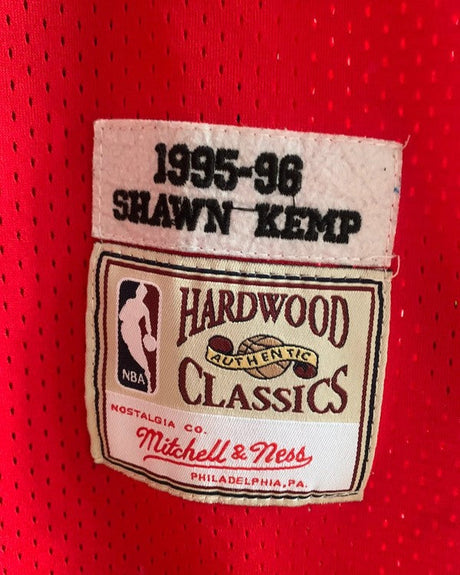 1995-96
SHAWN KEMP
HARDWOOD
AUTHENTIC
CLASSICS
NBA
NOSTALGIA CO.
Mitchell & Ness
PHILADELPHIA, PA.